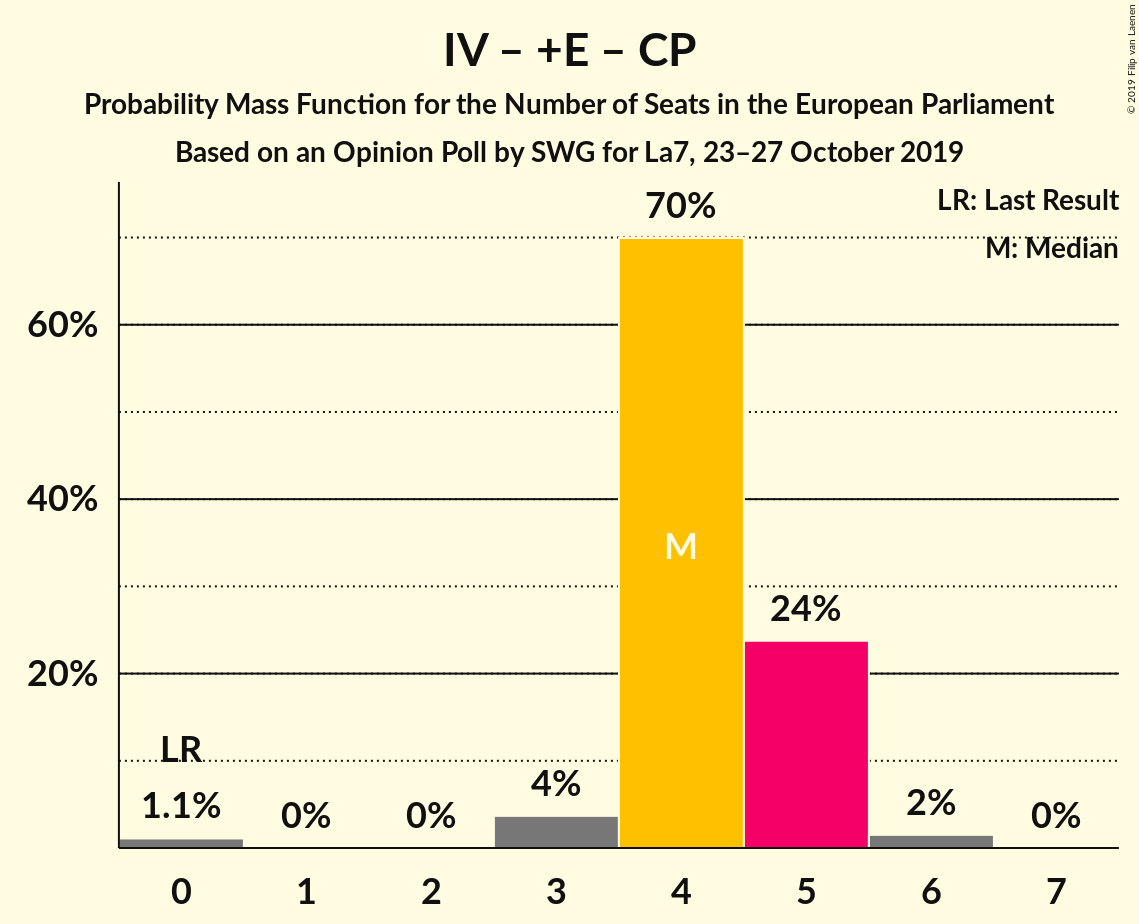 IV – +E – CP
Probability Mass Function for the Number of Seats in the European Parliament
Based on an Opinion Poll by SWG for La7, 23–27 October 2019
© 2019 Filip van Laenen
LR: Last Result
M: Median
70%
60%
40%
M
24%
20%
LR
1.1%
0%
0%
4%
2%
0%
0 1 2 3 4 5 6 7